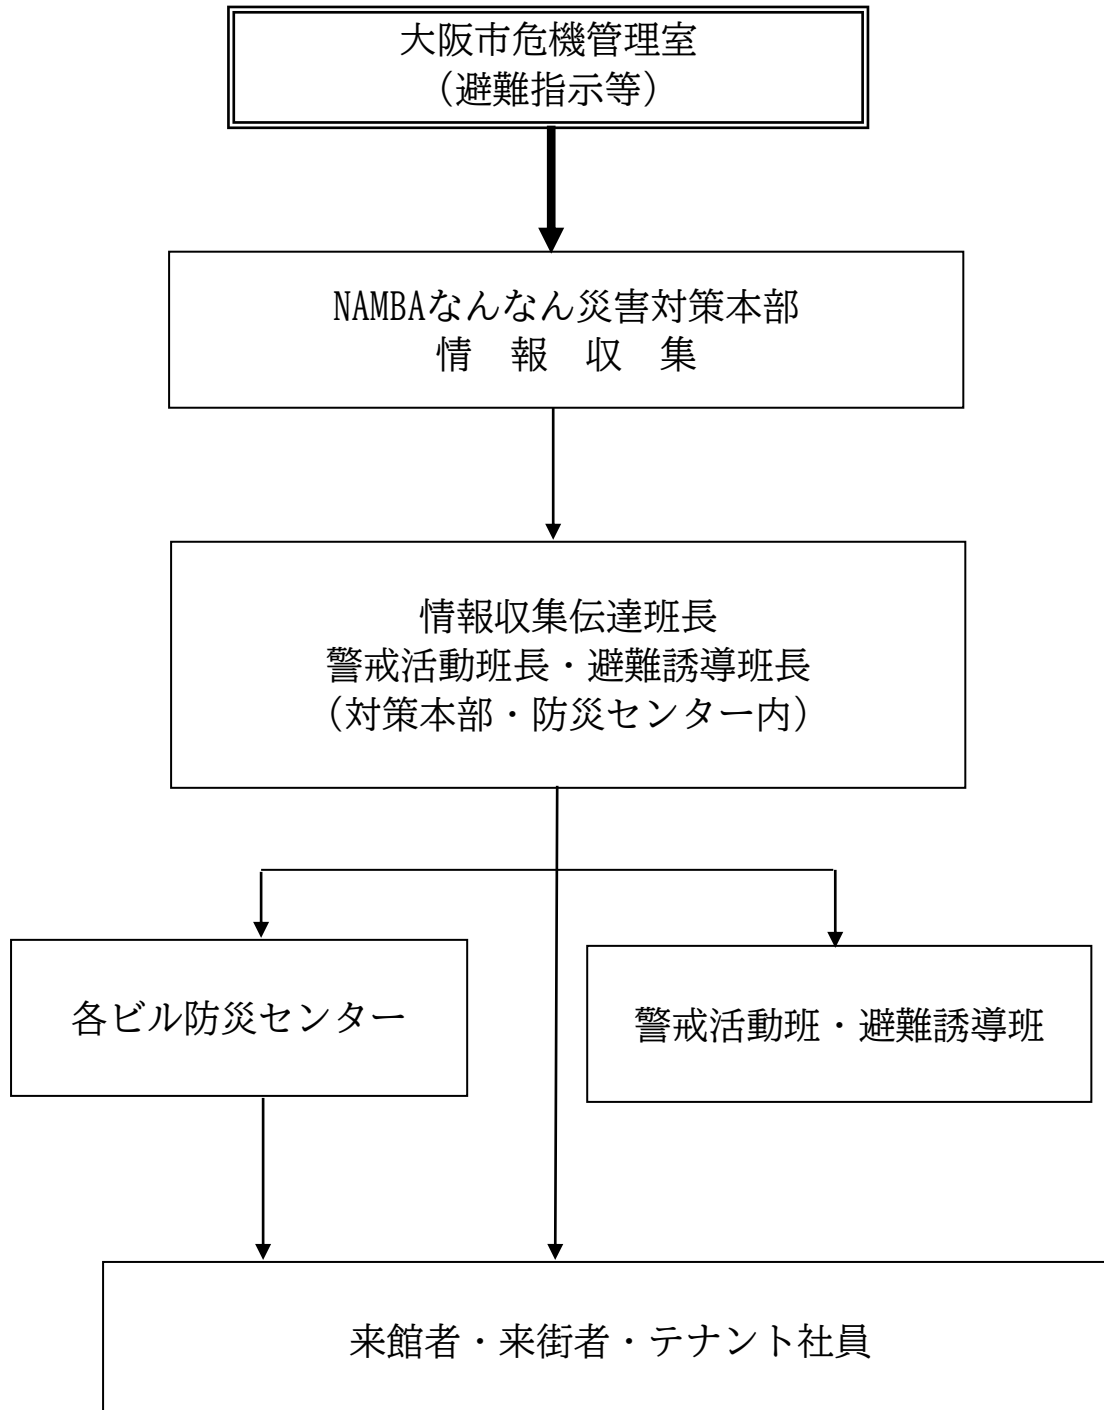 大阪市危機管理室
（避難指示等）
NAMBAなんなん災害対策本部
情　報　収　集
情報収集伝達班長
警戒活動班長・避難誘導班長
（対策本部・防災センター内）
各ビル防災センター
警戒活動班・避難誘導班
来館者・来街者・テナント社員